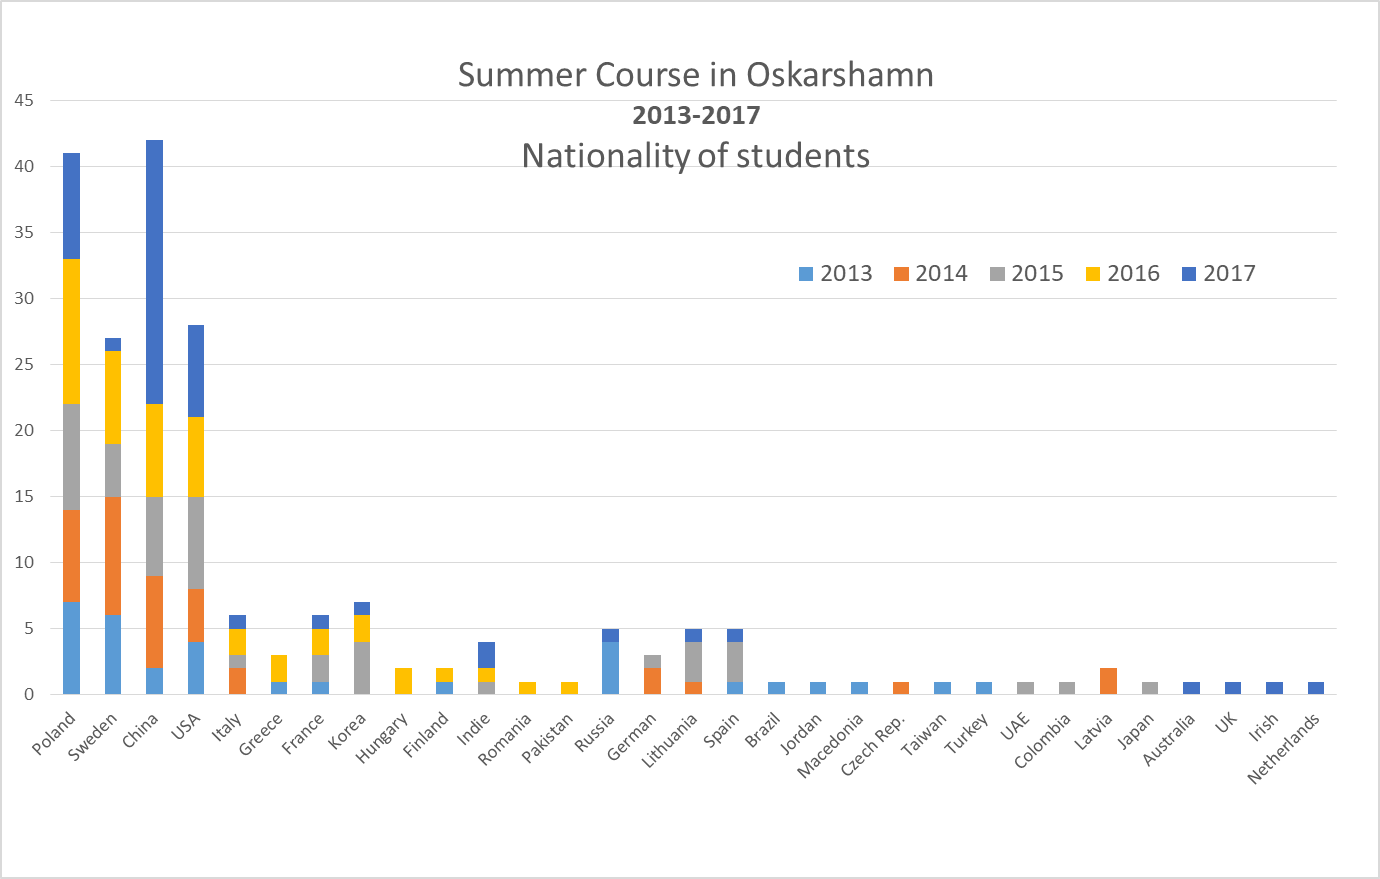 Summer Course in Oskarshamn
2013-2017
Nationality of students
45
40
35
30
25
20
15
10
5
0
2013 2014 2015 2016 2017
Poland
Sweden
China
USA
Italy
Greece
France
Korea
Hungary
Finland
Indie
Romania
Pakistan
Russia
German
Lithuania
Spain
Brazil
Jordan
Macedonia
Czech Rep.
Taiwan
Turkey
UAE
Colombia
Latvia
Japan
Australia
UK
Irish
Netherlands